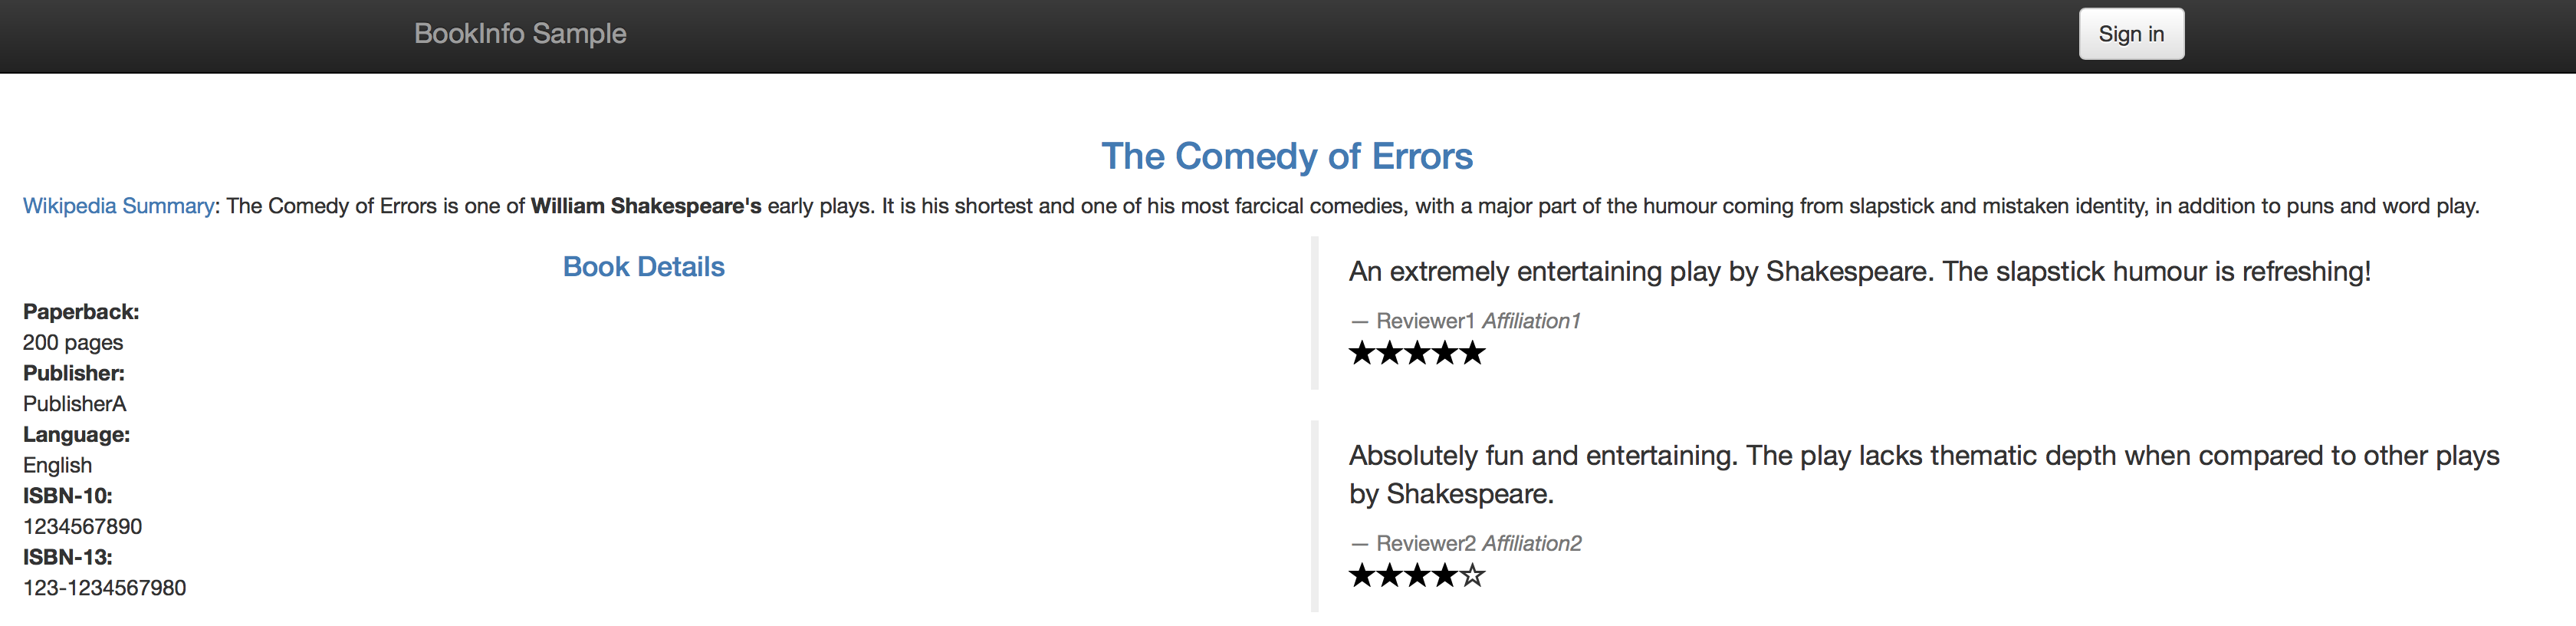 BookInfo Sample
Sign in
The Comedy of Errors
Wikipedia Summary: The Comedy of Errors is one of William Shakespeare's early plays. It is his shortest and one of his most farcical comedies, with a major part of the humour coming from slapstick and mistaken identity, in addition to puns and word play.
Book Details
Paperback:
200 pages
Publisher:
PublisherA
Language:
English
ISBN-10:
1234567890
ISBN-13:
123-1234567980
An extremely entertaining play by Shakespeare. The slapstick humour is refreshing!
— Reviewer1 Affiliation1
★★★★★
Absolutely fun and entertaining. The play lacks thematic depth when compared to other plays
by Shakespeare.
— Reviewer2 Affiliation2
★★★★☆